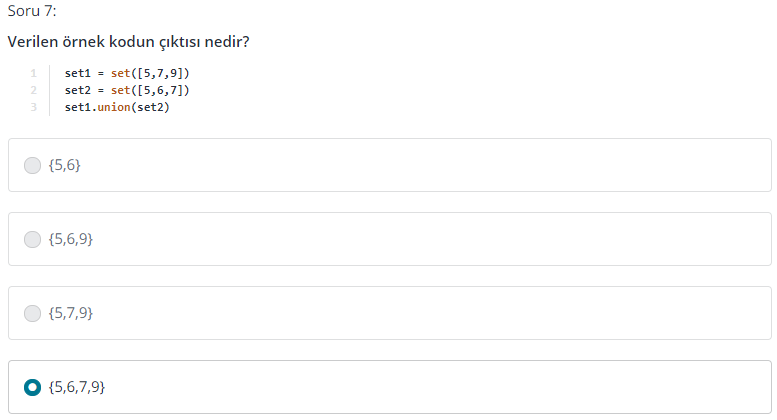 Soru 7:
Verilen örnek kodun çıktısı nedir?
1 set1 = set([5,7,9])
2 set2 = set([5,6,7])
3 set1.union(set2)
{5,6}
{5,6,9}
{5,7,9}
{5,6,7,9}